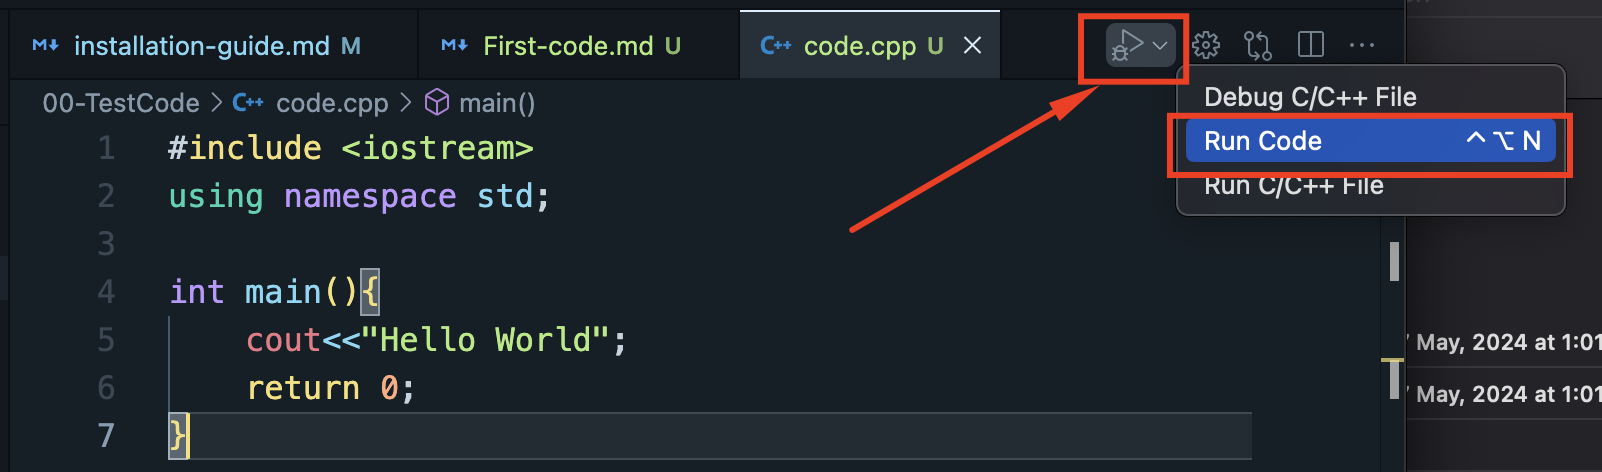 installation-guide.md M
First-code.md U
C++ code.cpp U
00-TestCode > C++ code.cpp > main()
Debug C/C++ File
Run Code ^⌥N
Run C/C++ File
1 #include <iostream>
2 using namespace std;
3
4 int main(){
5 cout<<"Hello World";
6 return 0;
7 }
May, 2024 at 1:01
May, 2024 at 1:01